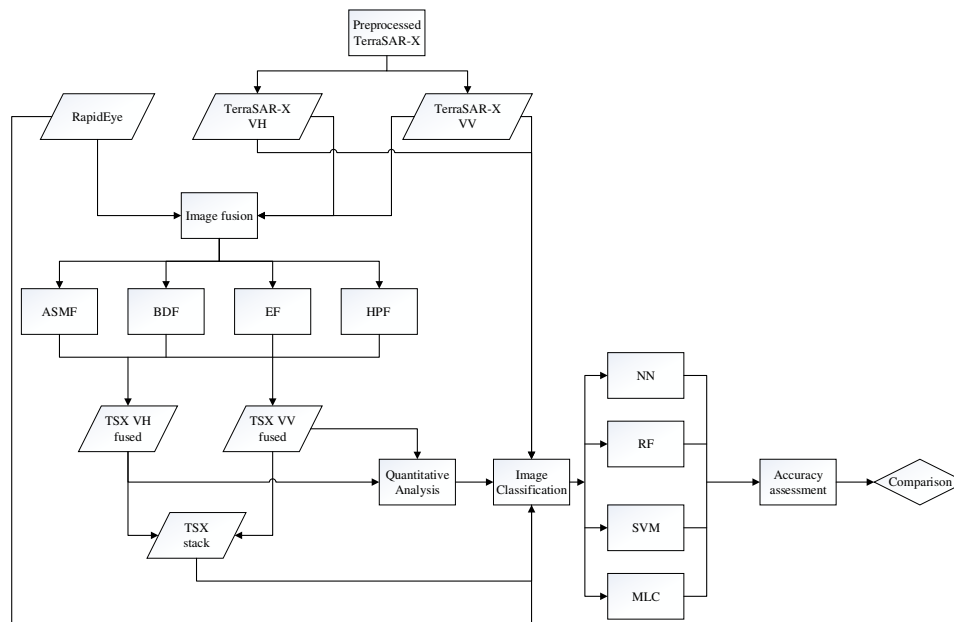 Preprocessed
TerraSAR-X
RapidEye
TerraSAR-X
VH
TerraSAR-X
VV
Image fusion
ASMF
BDF
EF
HPF
NN
TSX VH
fused
TSX VV
fused
RF
Quantitative
Analysis
Image
Classification
Accuracy
assessment
Comparison
TSX
stack
SVM
MLC